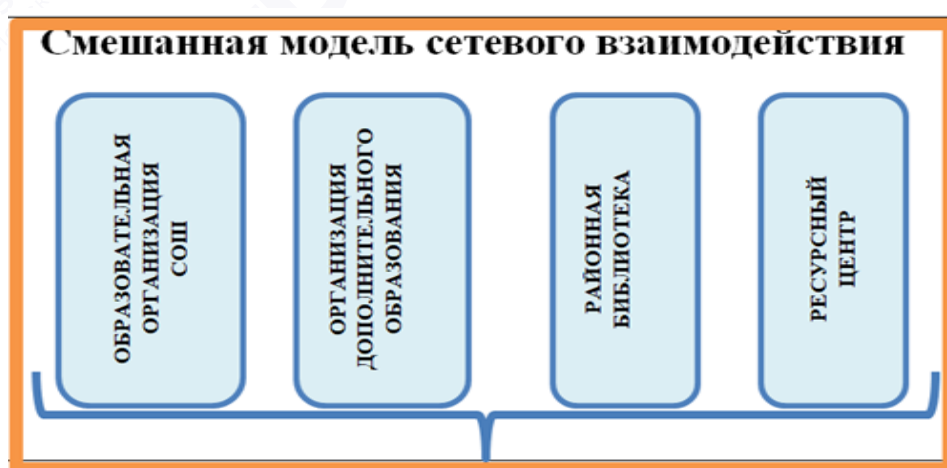 Смешанная модель сетевого взаимодействия
ОБРАЗОВАТЕЛЬНАЯ
ОРГАНИЗАЦИЯ
СОШ
ОРГАНИЗАЦИЯ
ДОПОЛНИТЕЛЬНОГО
ОБРАЗОВАНИЯ
РАЙОННАЯ
БИБЛИОТЕКА
РЕСУРСНЫЙ
ЦЕНТР